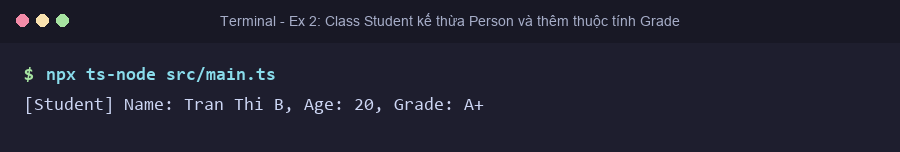 Terminal - Ex 2: Class Student kế thừa Person và thêm thuộc tính Grade
$ npx ts-node src/main.ts
[Student] Name: Tran Thi B, Age: 20, Grade: A+